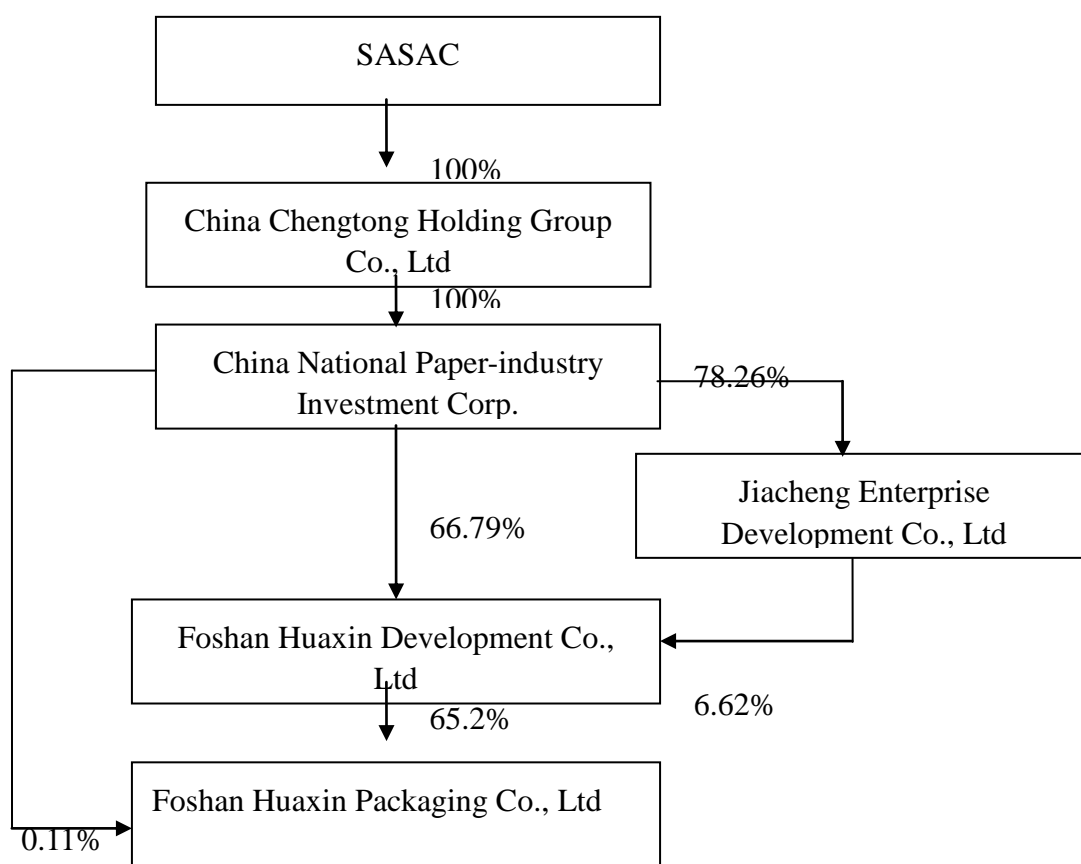 SASAC
100%
China Chengtong Holding Group
Co., Ltd
100%
China National Paper-industry
Investment Corp.
78.26%
Jiacheng Enterprise
Development Co., Ltd
66.79%
Foshan Huaxin Development Co.,
Ltd
65.2%
6.62%
Foshan Huaxin Packaging Co., Ltd
0.11%